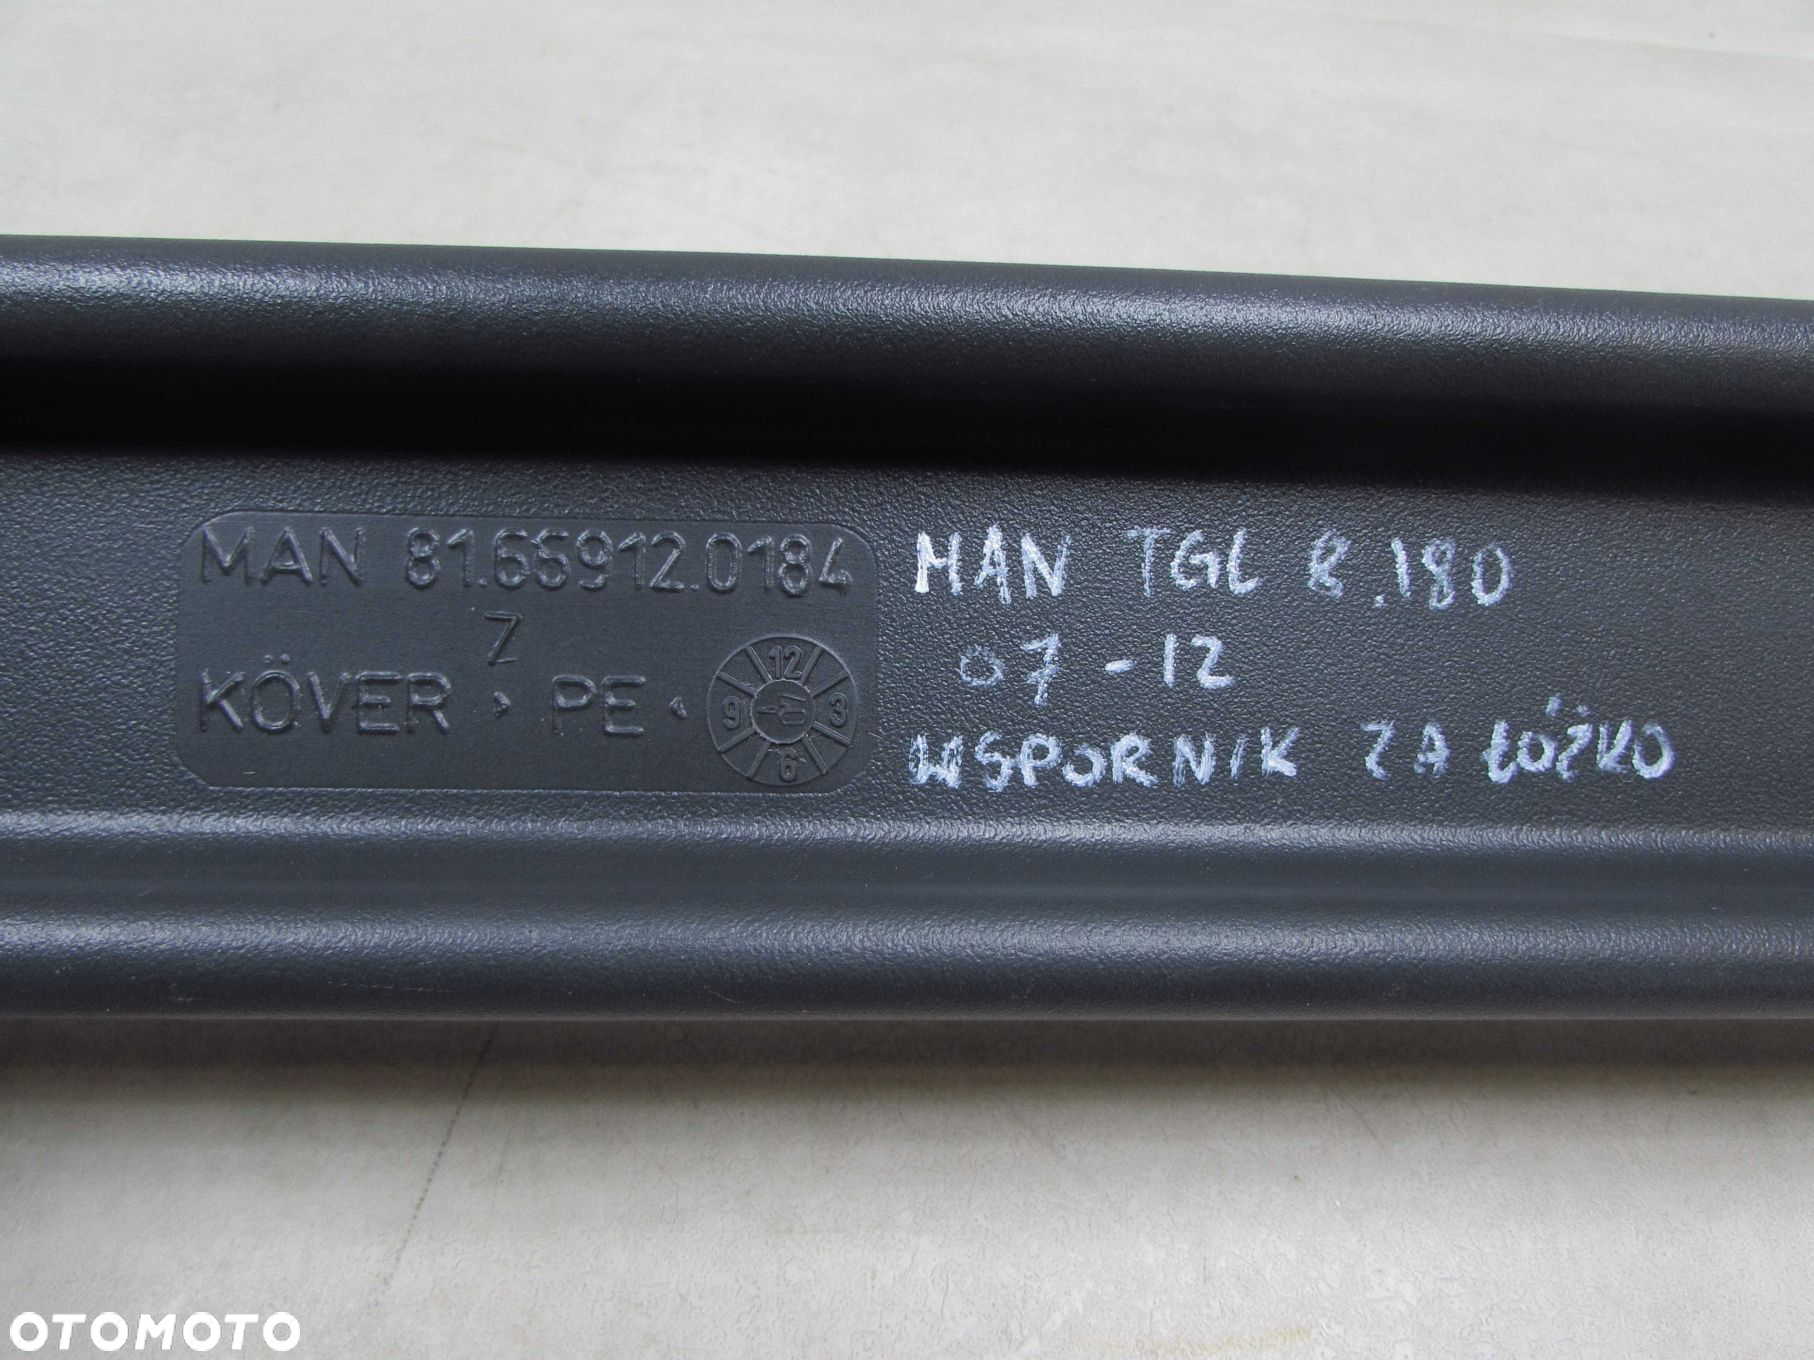 MAN 81.66912.0184
Z
KÖVER >PE<
12
9 3
6
MAN TGL 8.180
07-12
WSPORNIK ZA ŁÓŻKO
OTOMOTO